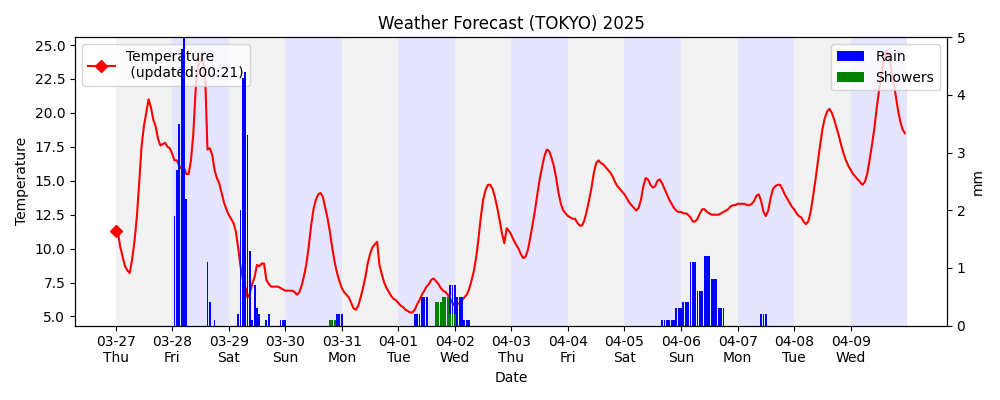 Weather Forecast (TOKYO) 2025
Temperature
(updated:00:21)
Rain
Showers
25.0
22.5
20.0
17.5
15.0
12.5
10.0
7.5
5.0
Temperature
5
4
3
2
1
0
mm
03-27 03-28 03-29 03-30 03-31 04-01 04-02 04-03 04-04 04-05 04-06 04-07 04-08 04-09
Thu Fri Sat Sun Mon Tue Wed Thu Fri Sat Sun Mon Tue Wed
Date